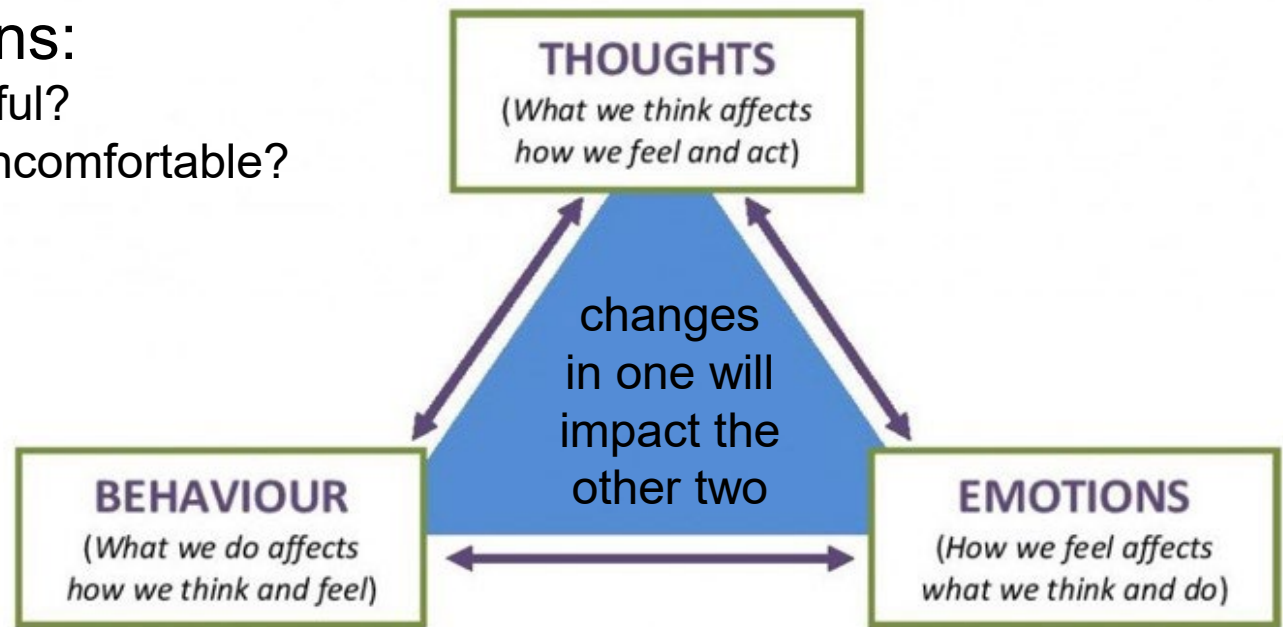 ns:
ful?
ncomfortable?
THOUGHTS
(What we think affects
how we feel and act)
changes
in one will
impact the
other two
BEHAVIOUR
(What we do affects
how we think and feel)
EMOTIONS
(How we feel affects
what we think and do)